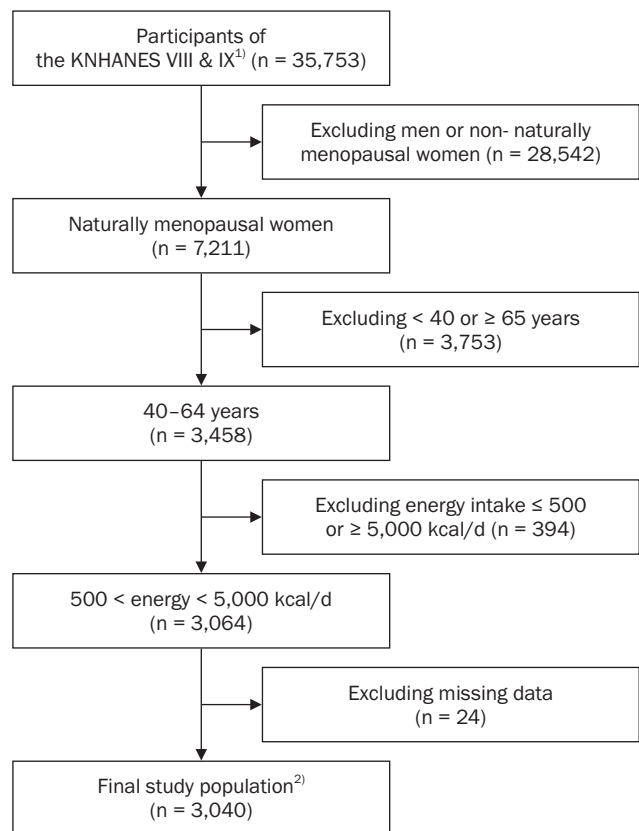 Participants of
the KNHANES VIII & IX1) (n = 35,753)
Excluding men or non- naturally
menopausal women (n = 28,542)
Naturally menopausal women
(n = 7,211)
Excluding < 40 or ≥ 65 years
(n = 3,753)
40–64 years
(n = 3,458)
Excluding energy intake ≤ 500
or ≥ 5,000 kcal/d (n = 394)
500 < energy < 5,000 kcal/d
(n = 3,064)
Excluding missing data
(n = 24)
Final study population2)
(n = 3,040)